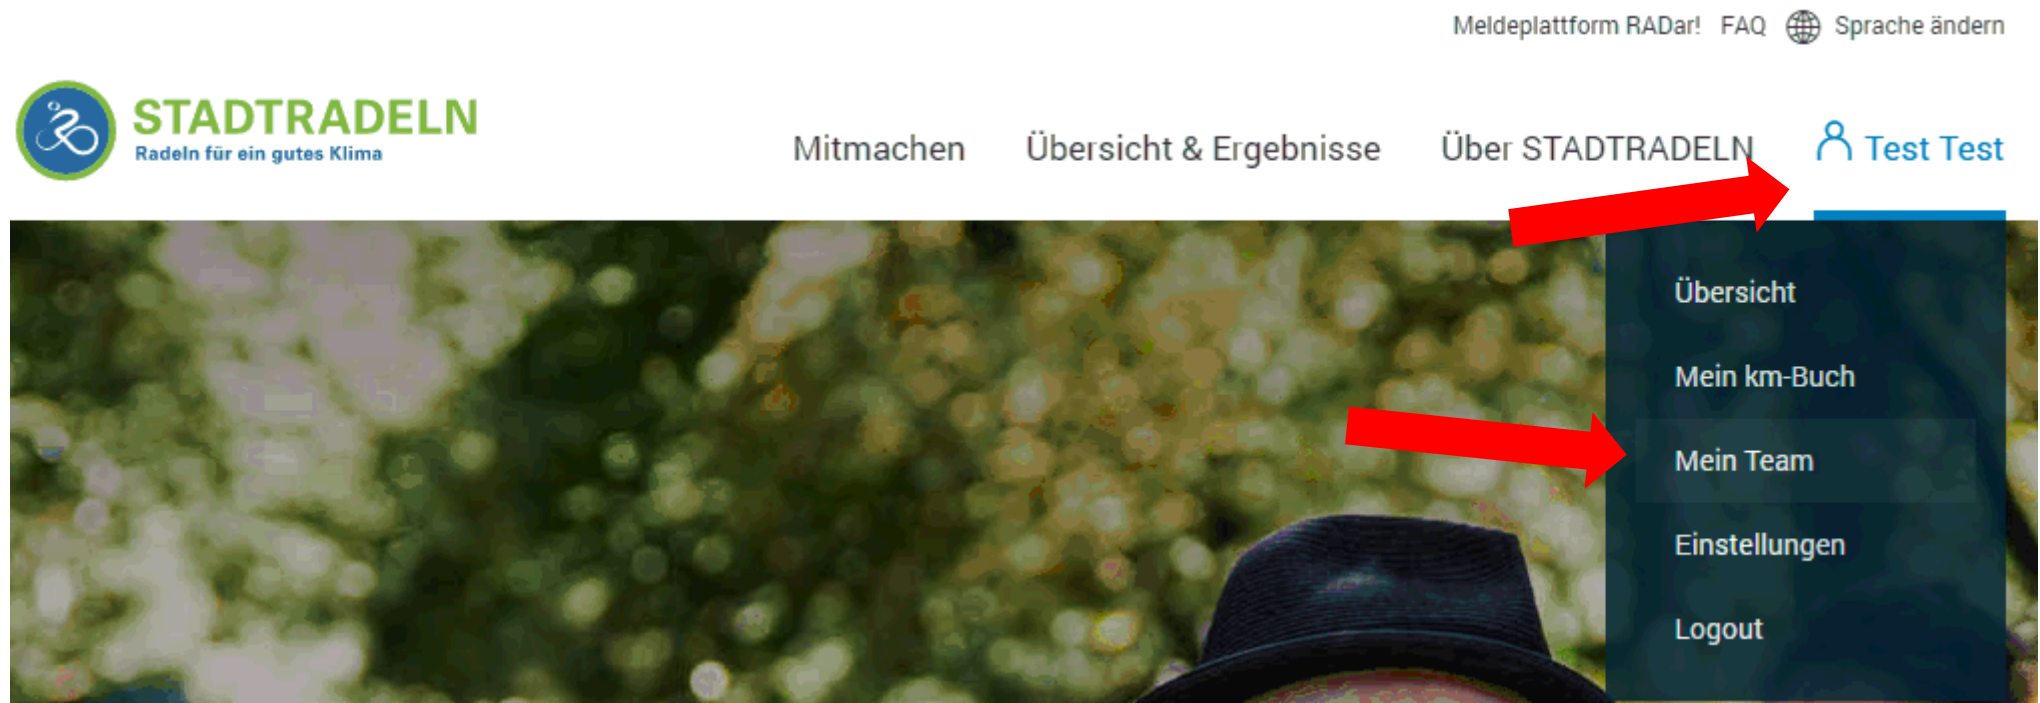 Meldeplattform RADar! FAQ Sprache ändern
STADTRADELN
Radeln für ein gutes Klima
Mitmachen Übersicht & Ergebnisse Über STADTRADELN Test Test
Übersicht
Mein km-Buch
Mein Team
Einstellungen
Logout